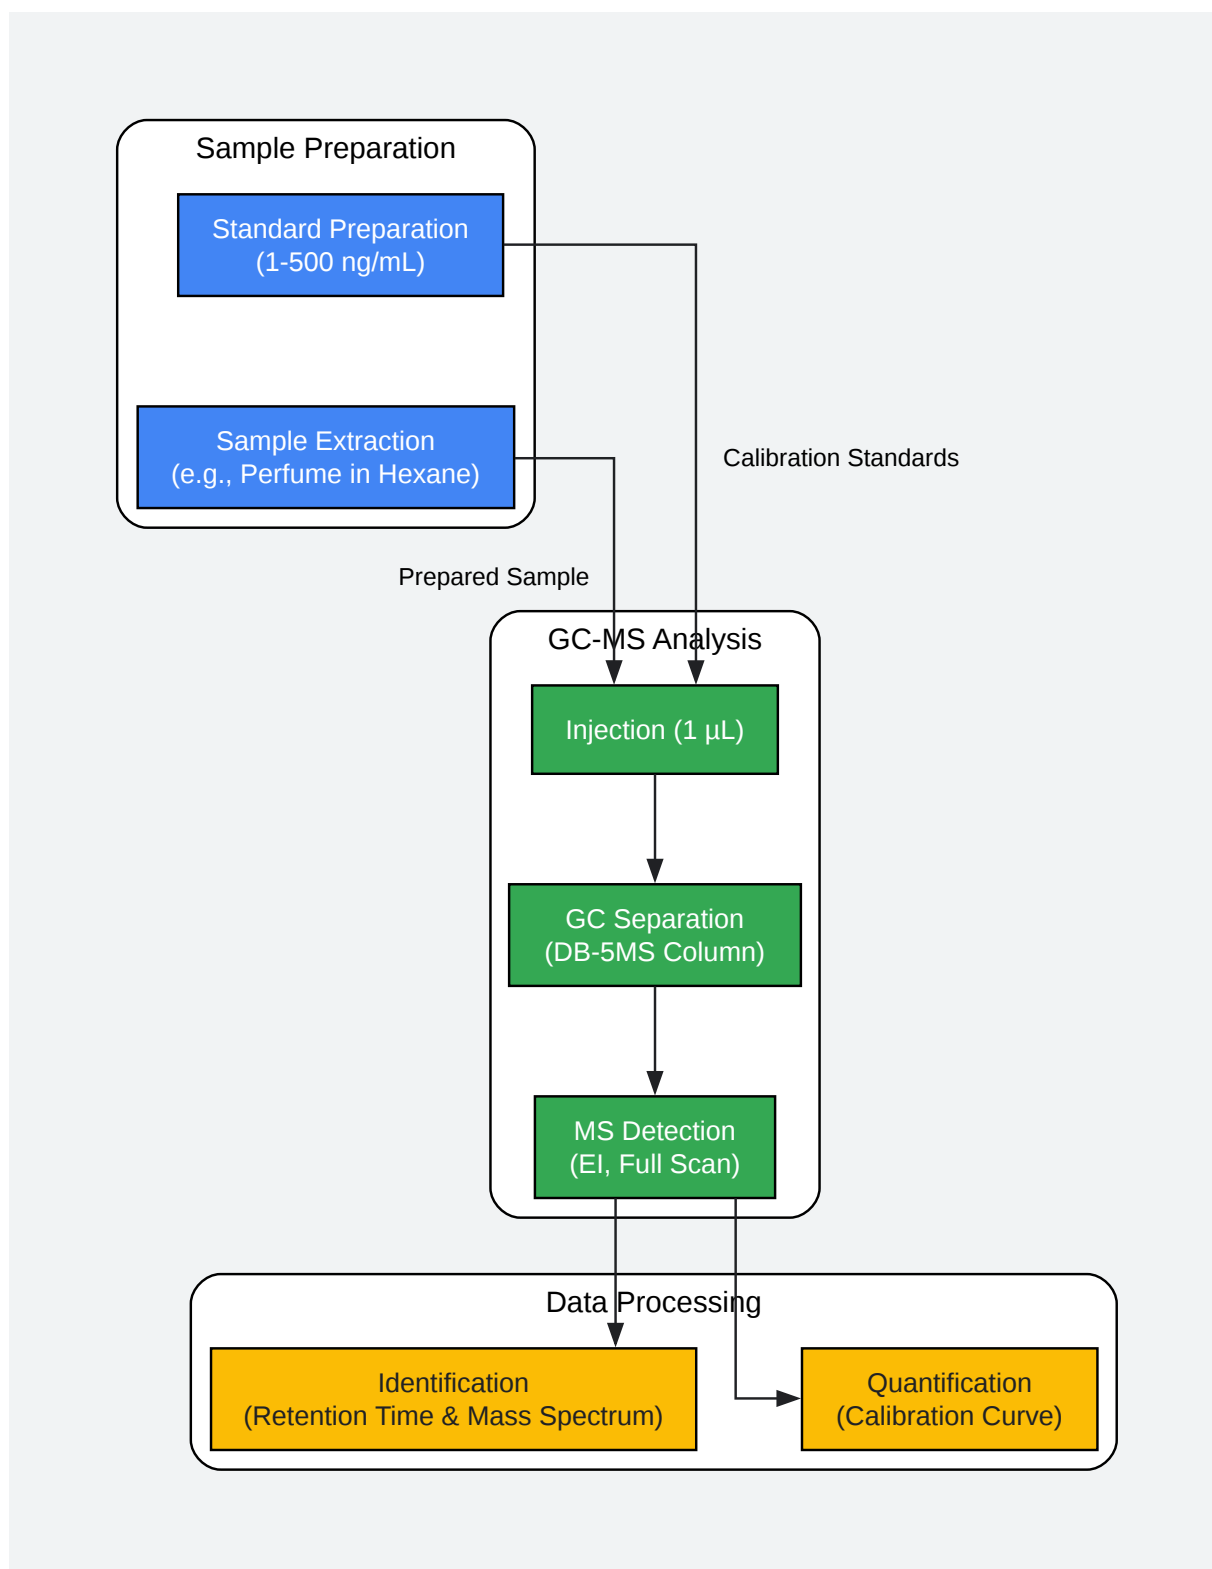 Sample Preparation
Standard Preparation
(1-500 ng/mL)
Sample Extraction
(e.g., Perfume in Hexane)
Calibration Standards
Prepared Sample
GC-MS Analysis
Injection (1 µL)
GC Separation
(DB-5MS Column)
MS Detection
(EI, Full Scan)
Data Processing
Identification
(Retention Time & Mass Spectrum)
Quantification
(Calibration Curve)